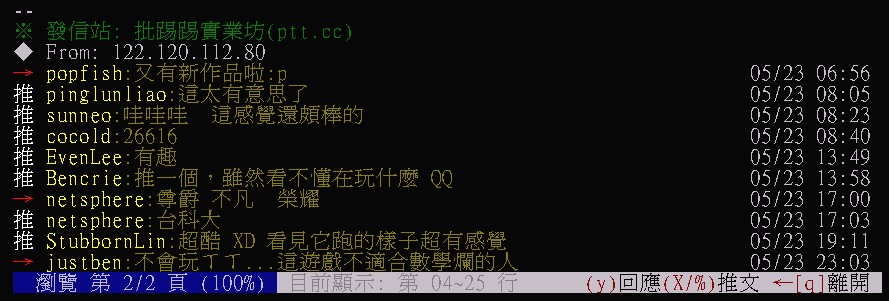 --
※ 發信站: 批踢踢實業坊(ptt.cc)
◆ From: 122.120.112.80
→ popfish:又有新作品啦:p 05/23 06:56
推 pinglunliao:這太有意思了 05/23 08:05
推 sunneo:哇哇哇 這感覺還頗棒的 05/23 08:23
推 cocold:26616 05/23 08:40
推 EvenLee:有趣 05/23 13:49
推 Bencrie:推一個，雖然看不懂在玩什麼 QQ 05/23 13:58
→ netsphere:尊爵 不凡 榮耀 05/23 17:00
推 netsphere:台科大 05/23 17:03
推 StubbornLin:超酷 XD 看見它跑的樣子超有感覺 05/23 19:11
→ justben:不會玩ㄒㄒ...這遊戲不適合數學爛的人 05/23 23:03
瀏覽 第 2/2 頁 (100%) 目前顯示: 第 04~25 行 (y)回應(X/%)推文 ←[q]離開